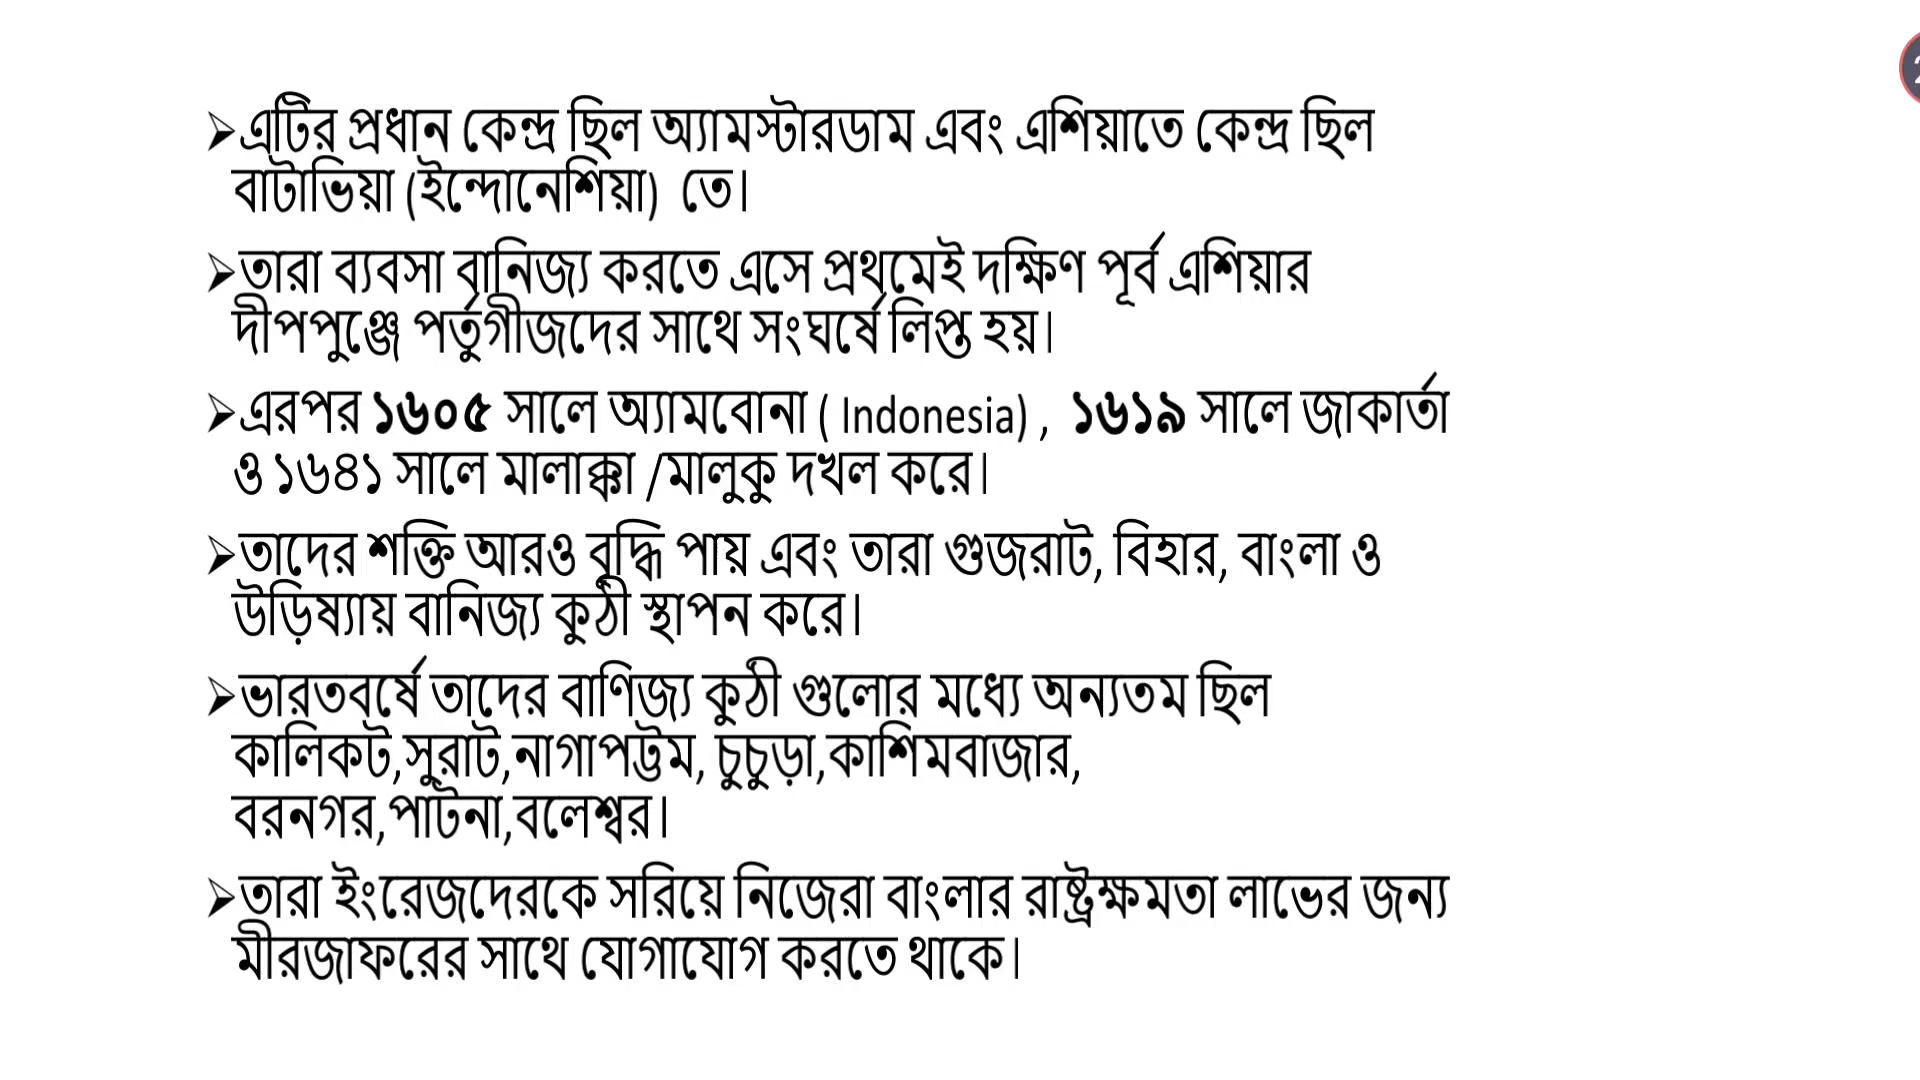 ➢এটির প্রধান কেন্দ্র ছিল অ্যামস্টারডাম এবং এশিয়াতে কেন্দ্র ছিল
বাটাভিয়া (ইন্দোনেশিয়া) তে।
➢তারা ব্যবসা বানিজ্য করতে এসে প্রথমেই দক্ষিণ পূর্ব এশিয়ার
দীপপুঞ্জে পর্তুগীজদের সাথে সংঘর্ষে লিপ্ত হয়।
➢এরপর ১৬০৫ সালে অ্যামবোনা ( Indonesia) , ১৬১৯ সালে জাকার্তা
ও ১৬৪১ সালে মালাক্কা /মালুকু দখল করে।
➢তাদের শক্তি আরও বৃদ্ধি পায় এবং তারা গুজরাট, বিহার, বাংলা ও
উড়িষ্যায় বানিজ্য কুঠী স্থাপন করে।
➢ভারতবর্ষে তাদের বাণিজ্য কুঠী গুলোর মধ্যে অন্যতম ছিল
কালিকট,সুরাট,নাগাপট্টম, চুচুড়া,কাশিমবাজার,
বরনগর,পাটনা,বলেশ্বর।
➢তারা ইংরেজদেরকে সরিয়ে নিজেরা বাংলার রাষ্ট্রক্ষমতা লাভের জন্য
মীরজাফরের সাথে যোগাযোগ করতে থাকে।